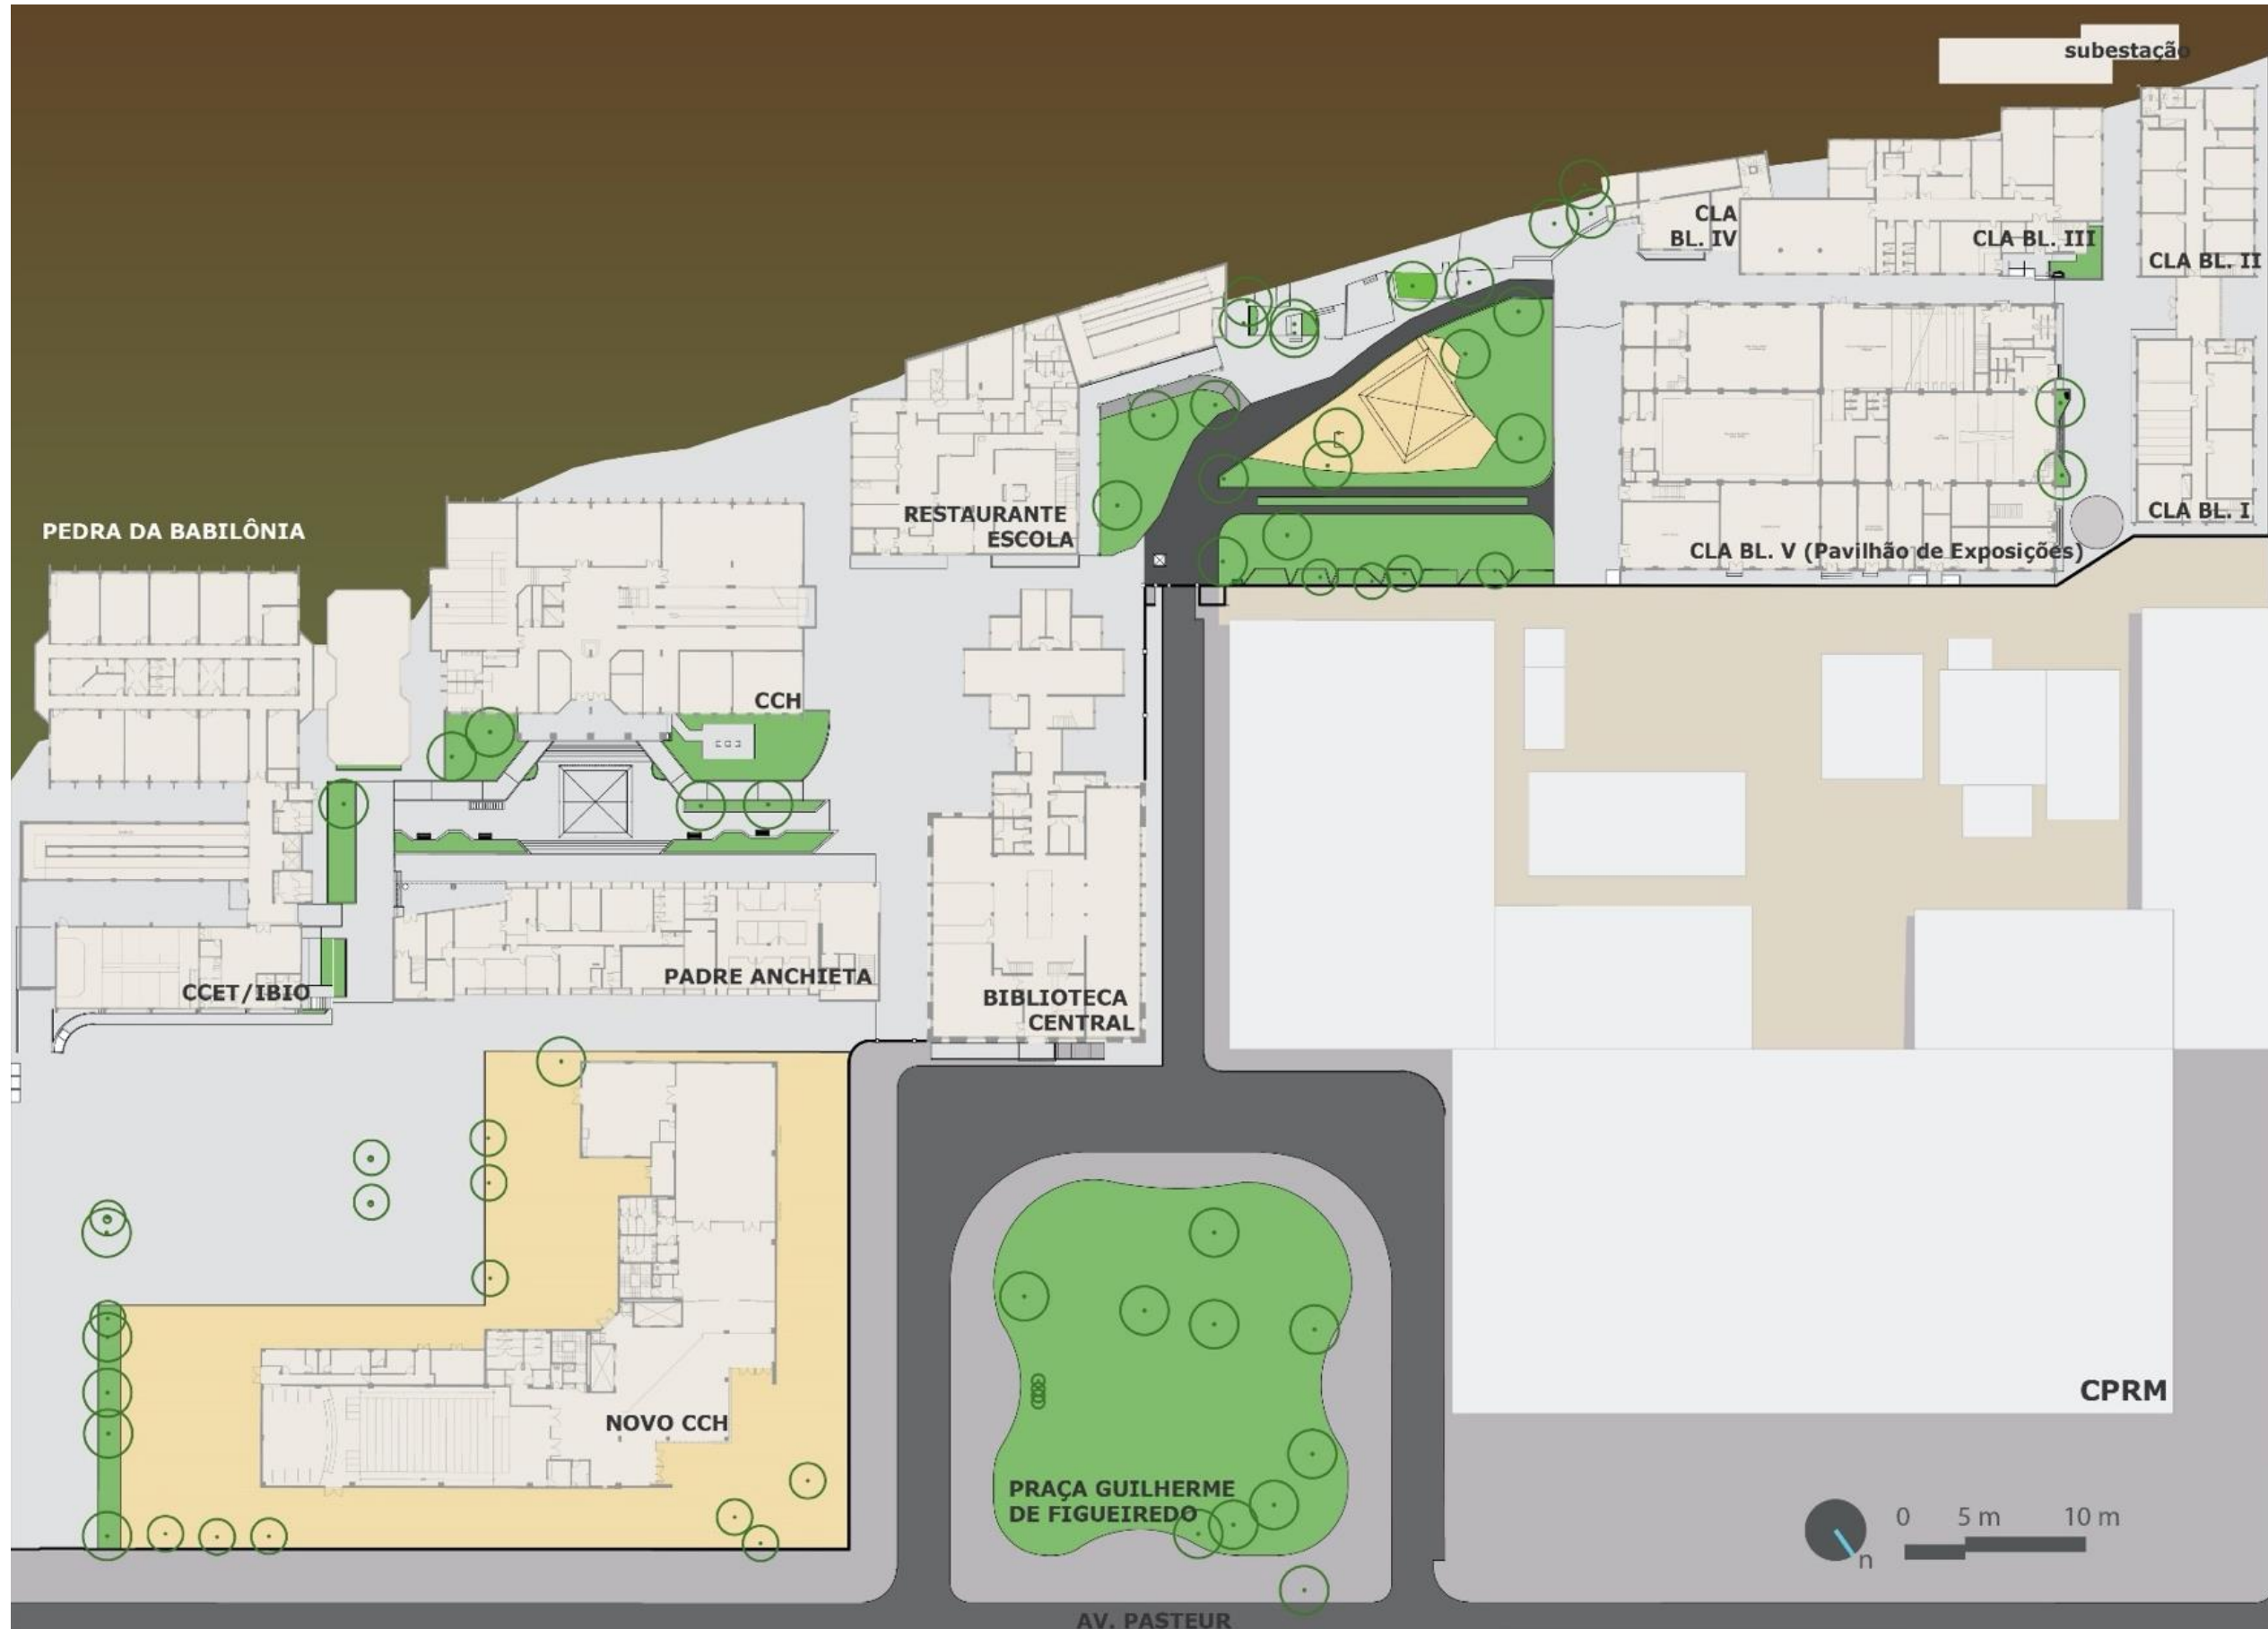 subestação
CLA
BL. IV
CLA BL. III
CLA BL. II
RESTAURANTE
ESCOLA
CLA BL. I
PEDRA DA BABILÔNIA
CLA BL. V (Pavilhão de Exposições)
CCH
PADRE ANCHIETA
CCET/IBIO
BIBLIOTECA
CENTRAL
CPRM
NOVO CCH
PRAÇA GUILHERME
DE FIGUEIREDO
n
0 5 m 10 m
AV. PASTEUR